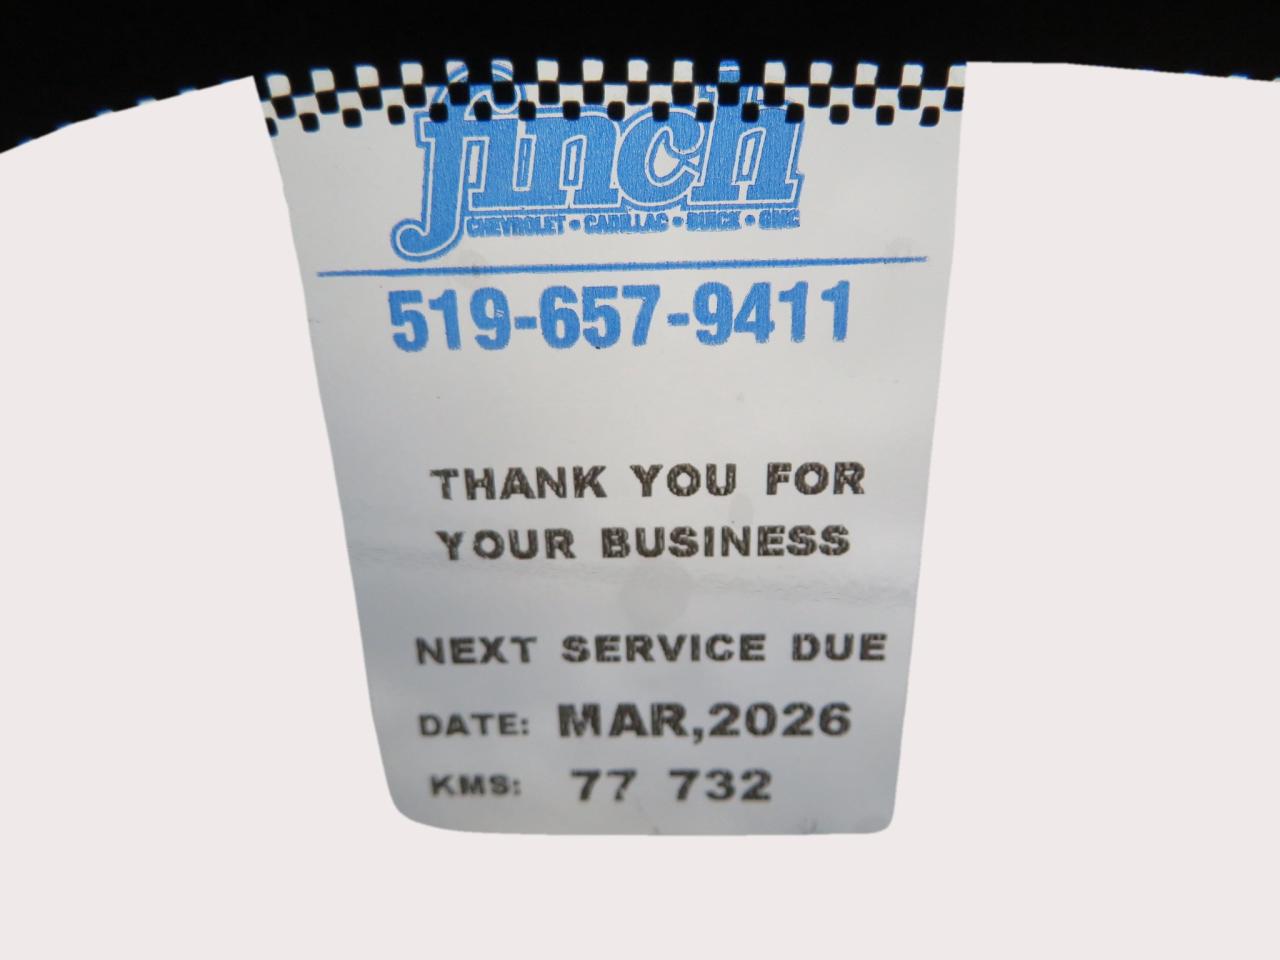 finch
CHEVROLET • CADILLAC • BUICK • GMC
519-657-9411
THANK YOU FOR
YOUR BUSINESS
NEXT SERVICE DUE
DATE: MAR,2026
KMS: 77 732